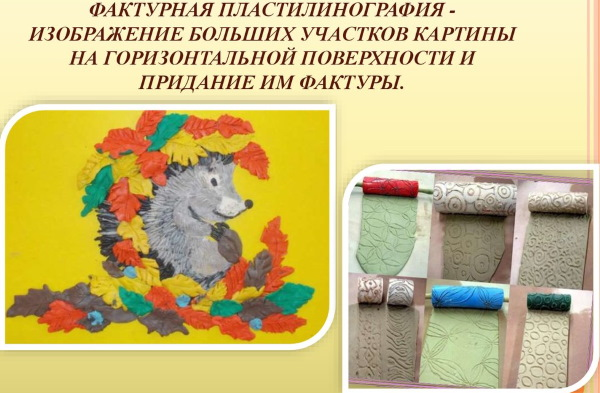 ФАКТУРНАЯ ПЛАСТИЛИНОГРАФИЯ -
ИЗОБРАЖЕНИЕ БОЛЬШИХ УЧАСТКОВ КАРТИНЫ
НА ГОРИЗОНТАЛЬНОЙ ПОВЕРХНОСТИ И
ПРИДАНИЕ ИМ ФАКТУРЫ.